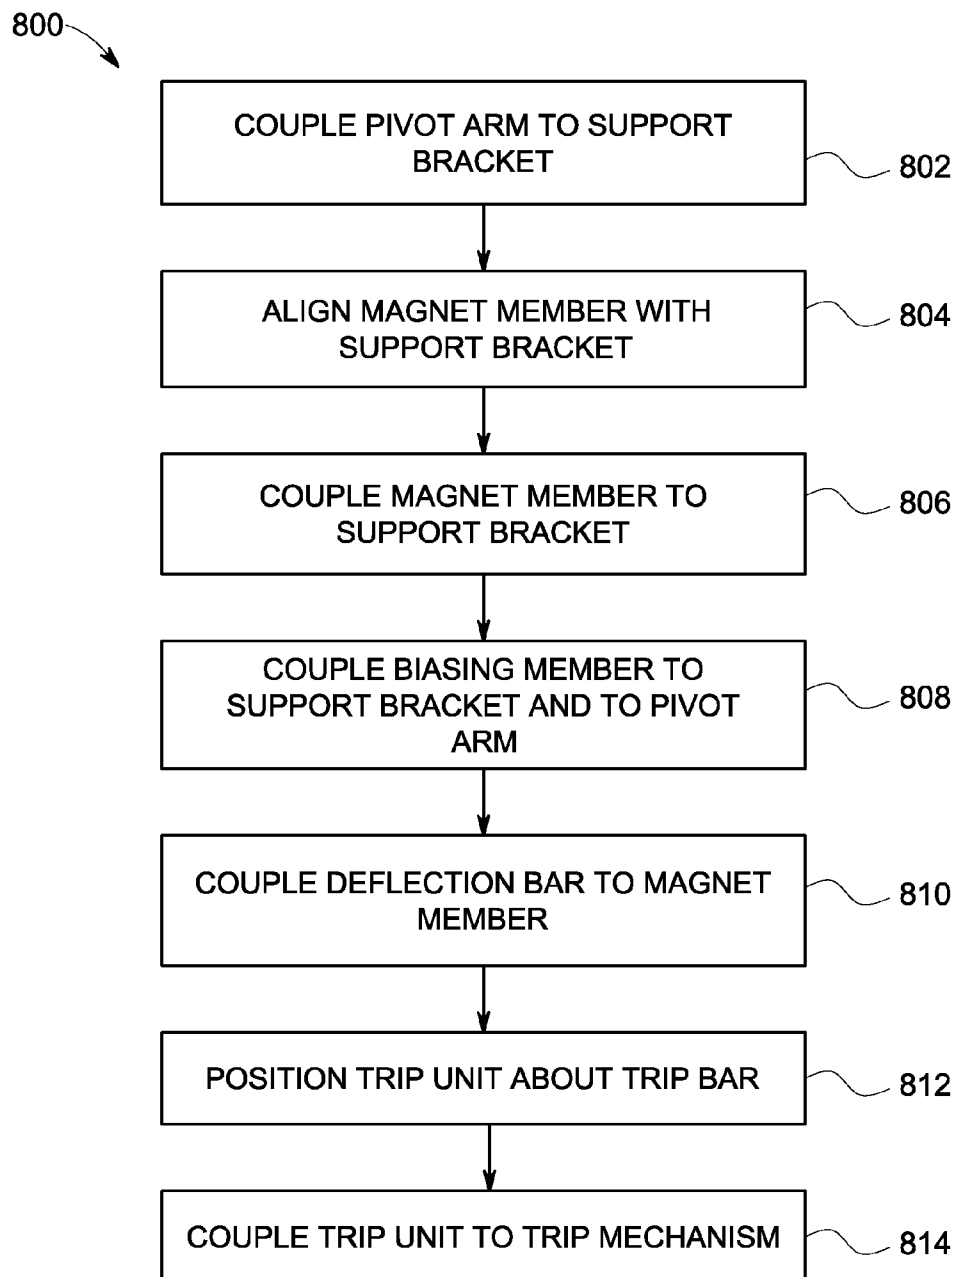 800
COUPLE PIVOT ARM TO SUPPORT
BRACKET
802
ALIGN MAGNET MEMBER WITH
SUPPORT BRACKET
804
COUPLE MAGNET MEMBER TO
SUPPORT BRACKET
806
COUPLE BIASING MEMBER TO
SUPPORT BRACKET AND TO PIVOT
ARM
808
COUPLE DEFLECTION BAR TO MAGNET
MEMBER
810
POSITION TRIP UNIT ABOUT TRIP BAR
812
COUPLE TRIP UNIT TO TRIP MECHANISM
814